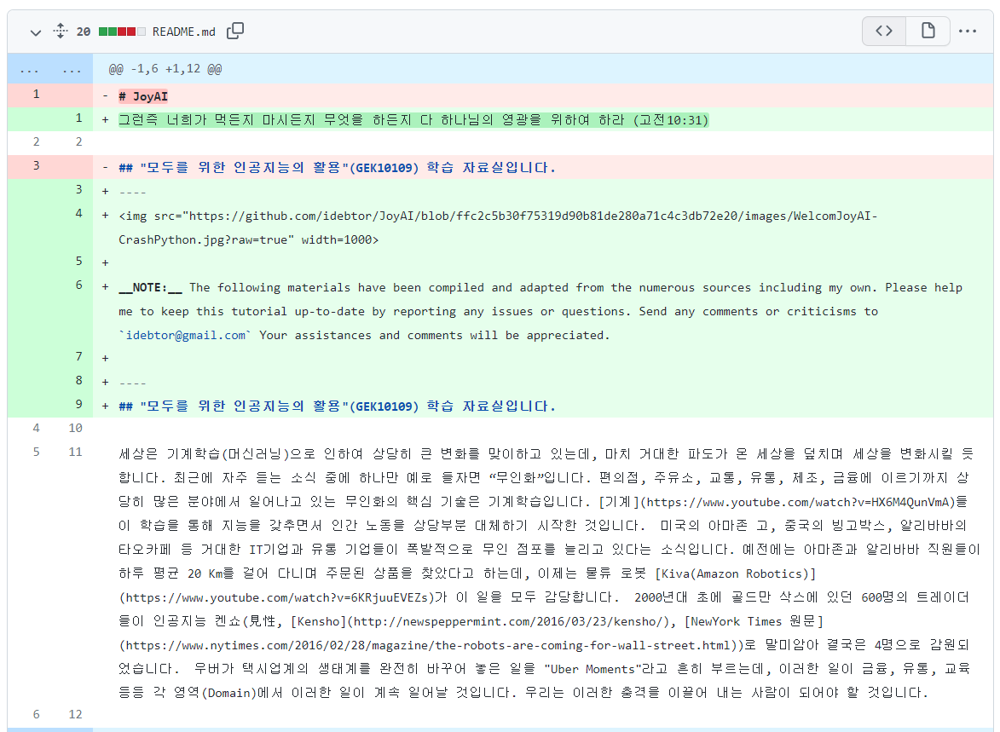 20 README.md
... ... @@ -1,6 +1,12 @@
1 - # JoyAI
1 + 그런즉 너희가 먹든지 마시든지 무엇을 하든지 다 하나님의 영광을 위하여 하라 (고전10:31)
2 2
3 - ## "모두를 위한 인공지능의 활용"(GEK10109) 학습 자료실입니다.
3 + ----
4 + <img src="https://github.com/idebtor/JoyAI/blob/ffc2c5b30f75319d90b81de280a71c4c3db72e20/images/WelcomJoyAI-
CrashPython.jpg?raw=true" width=1000>
5 +
6 + __NOTE:__ The following materials have been compiled and adapted from the numerous sources including my own. Please help
me to keep this tutorial up-to-date by reporting any issues or questions. Send any comments or criticisms to
`idebtor@gmail.com` Your assistances and comments will be appreciated.
7 +
8 + ----
9 + ## "모두를 위한 인공지능의 활용"(GEK10109) 학습 자료실입니다.
4 10
5 11 세상은 기계학습(머신러닝)으로 인하여 상당히 큰 변화를 맞이하고 있는데, 마치 거대한 파도가 온 세상을 덮치며 세상을 변화시킬 듯
합니다. 최근에 자주 듣는 소식 중에 하나만 예로 들자면 “무인화”입니다. 편의점, 주유소, 교통, 유통, 제조, 금융에 이르기까지 상
당히 많은 분야에서 일어나고 있는 무인화의 핵심 기술은 기계학습입니다. [기계](https://www.youtube.com/watch?v=HX6M4QunVmA)들
이 학습을 통해 지능을 갖추면서 인간 노동을 상당부분 대체하기 시작한 것입니다. 미국의 아마존 고, 중국의 빙고박스, 알리바바의
타오카페 등 거대한 IT기업과 유통 기업들이 폭발적으로 무인 점포를 늘리고 있다는 소식입니다. 예전에는 아마존과 알리바바 직원들이
하루 평균 20 Km를 걸어 다니며 주문된 상품을 찾았다고 하는데, 이제는 물류 로봇 [Kiva(Amazon Robotics)]
(https://www.youtube.com/watch?v=6KRjuuEVEZs)가 이 일을 모두 감당합니다. 2000년대 초에 골드만 삭스에 있던 600명의 트레이더
들이 인공지능 켄쇼(見性, [Kensho](http://newspeppermint.com/2016/03/23/kensho/), [NewYork Times 원문]
(https://www.nytimes.com/2016/02/28/magazine/the-robots-are-coming-for-wall-street.html))로 말미암아 결국은 4명으로 감원되
었습니다. 우버가 택시업계의 생태계를 완전히 바꾸어 놓은 일을 "Uber Moments"라고 흔히 부르는데, 이러한 일이 금융, 유통, 교육
등등 각 영역(Domain)에서 이러한 일이 계속 일어날 것입니다. 우리는 이러한 충격을 이끌어 내는 사람이 되어야 할 것입니다.
6 12